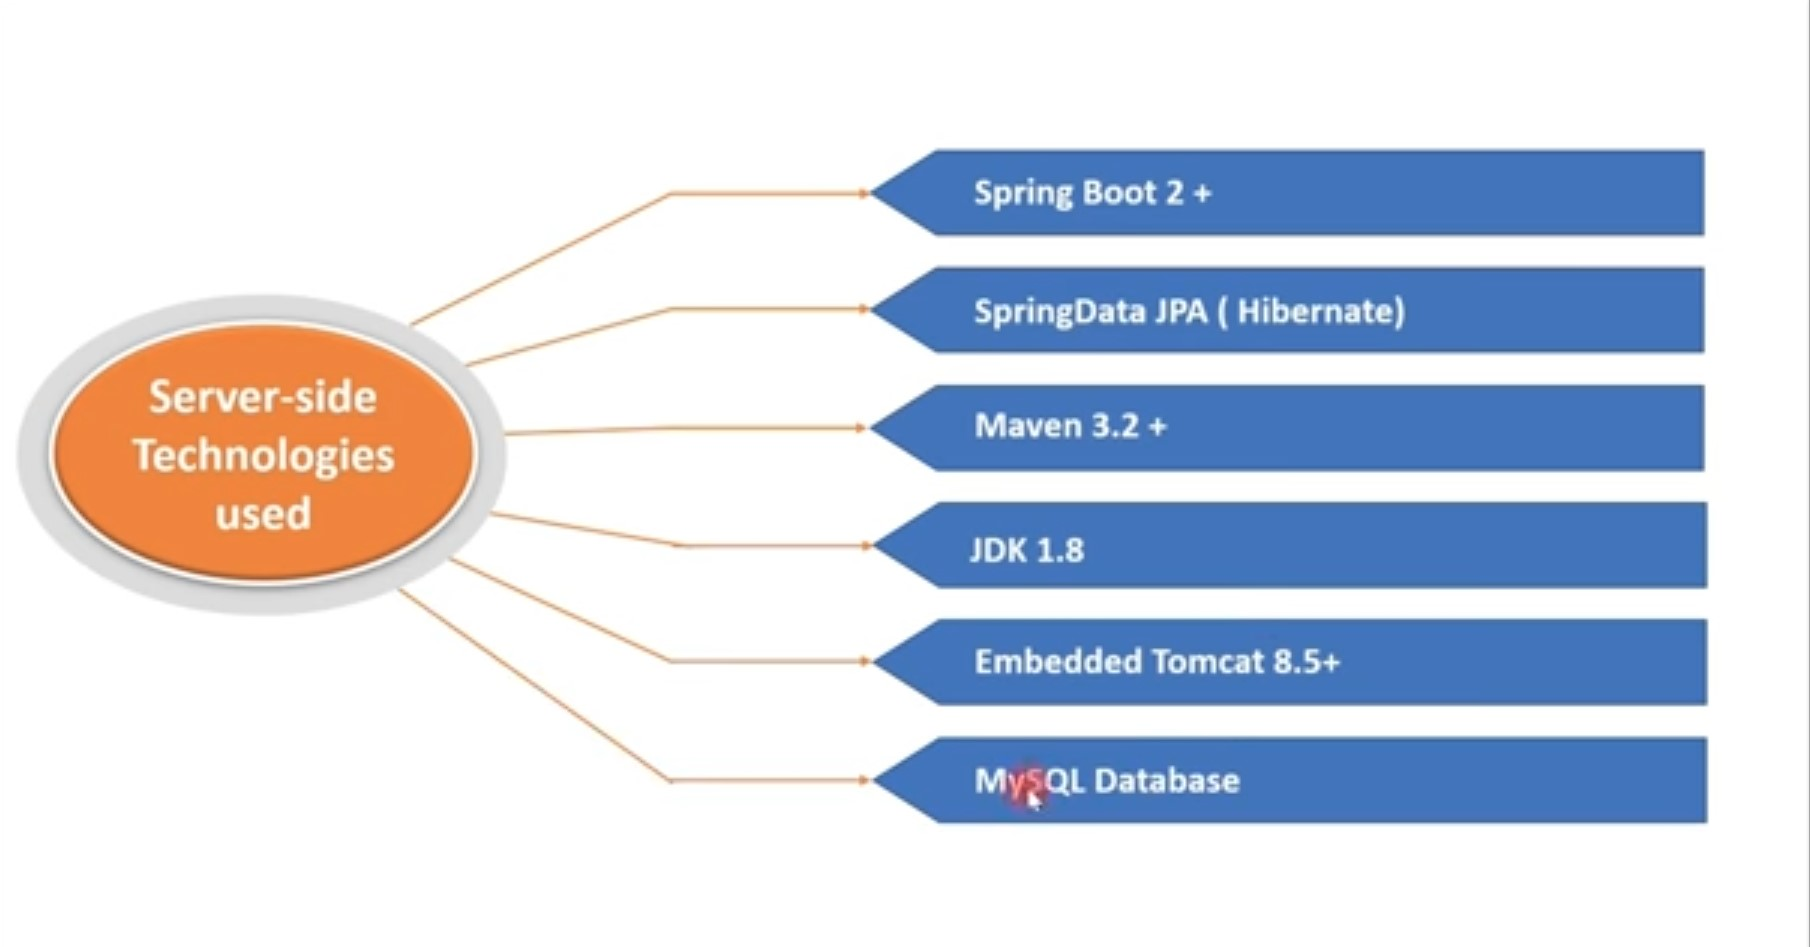 Server-side
Technologies
used
Spring Boot 2 +
SpringData JPA ( Hibernate)
Maven 3.2 +
JDK 1.8
Embedded Tomcat 8.5+
MySQL Database